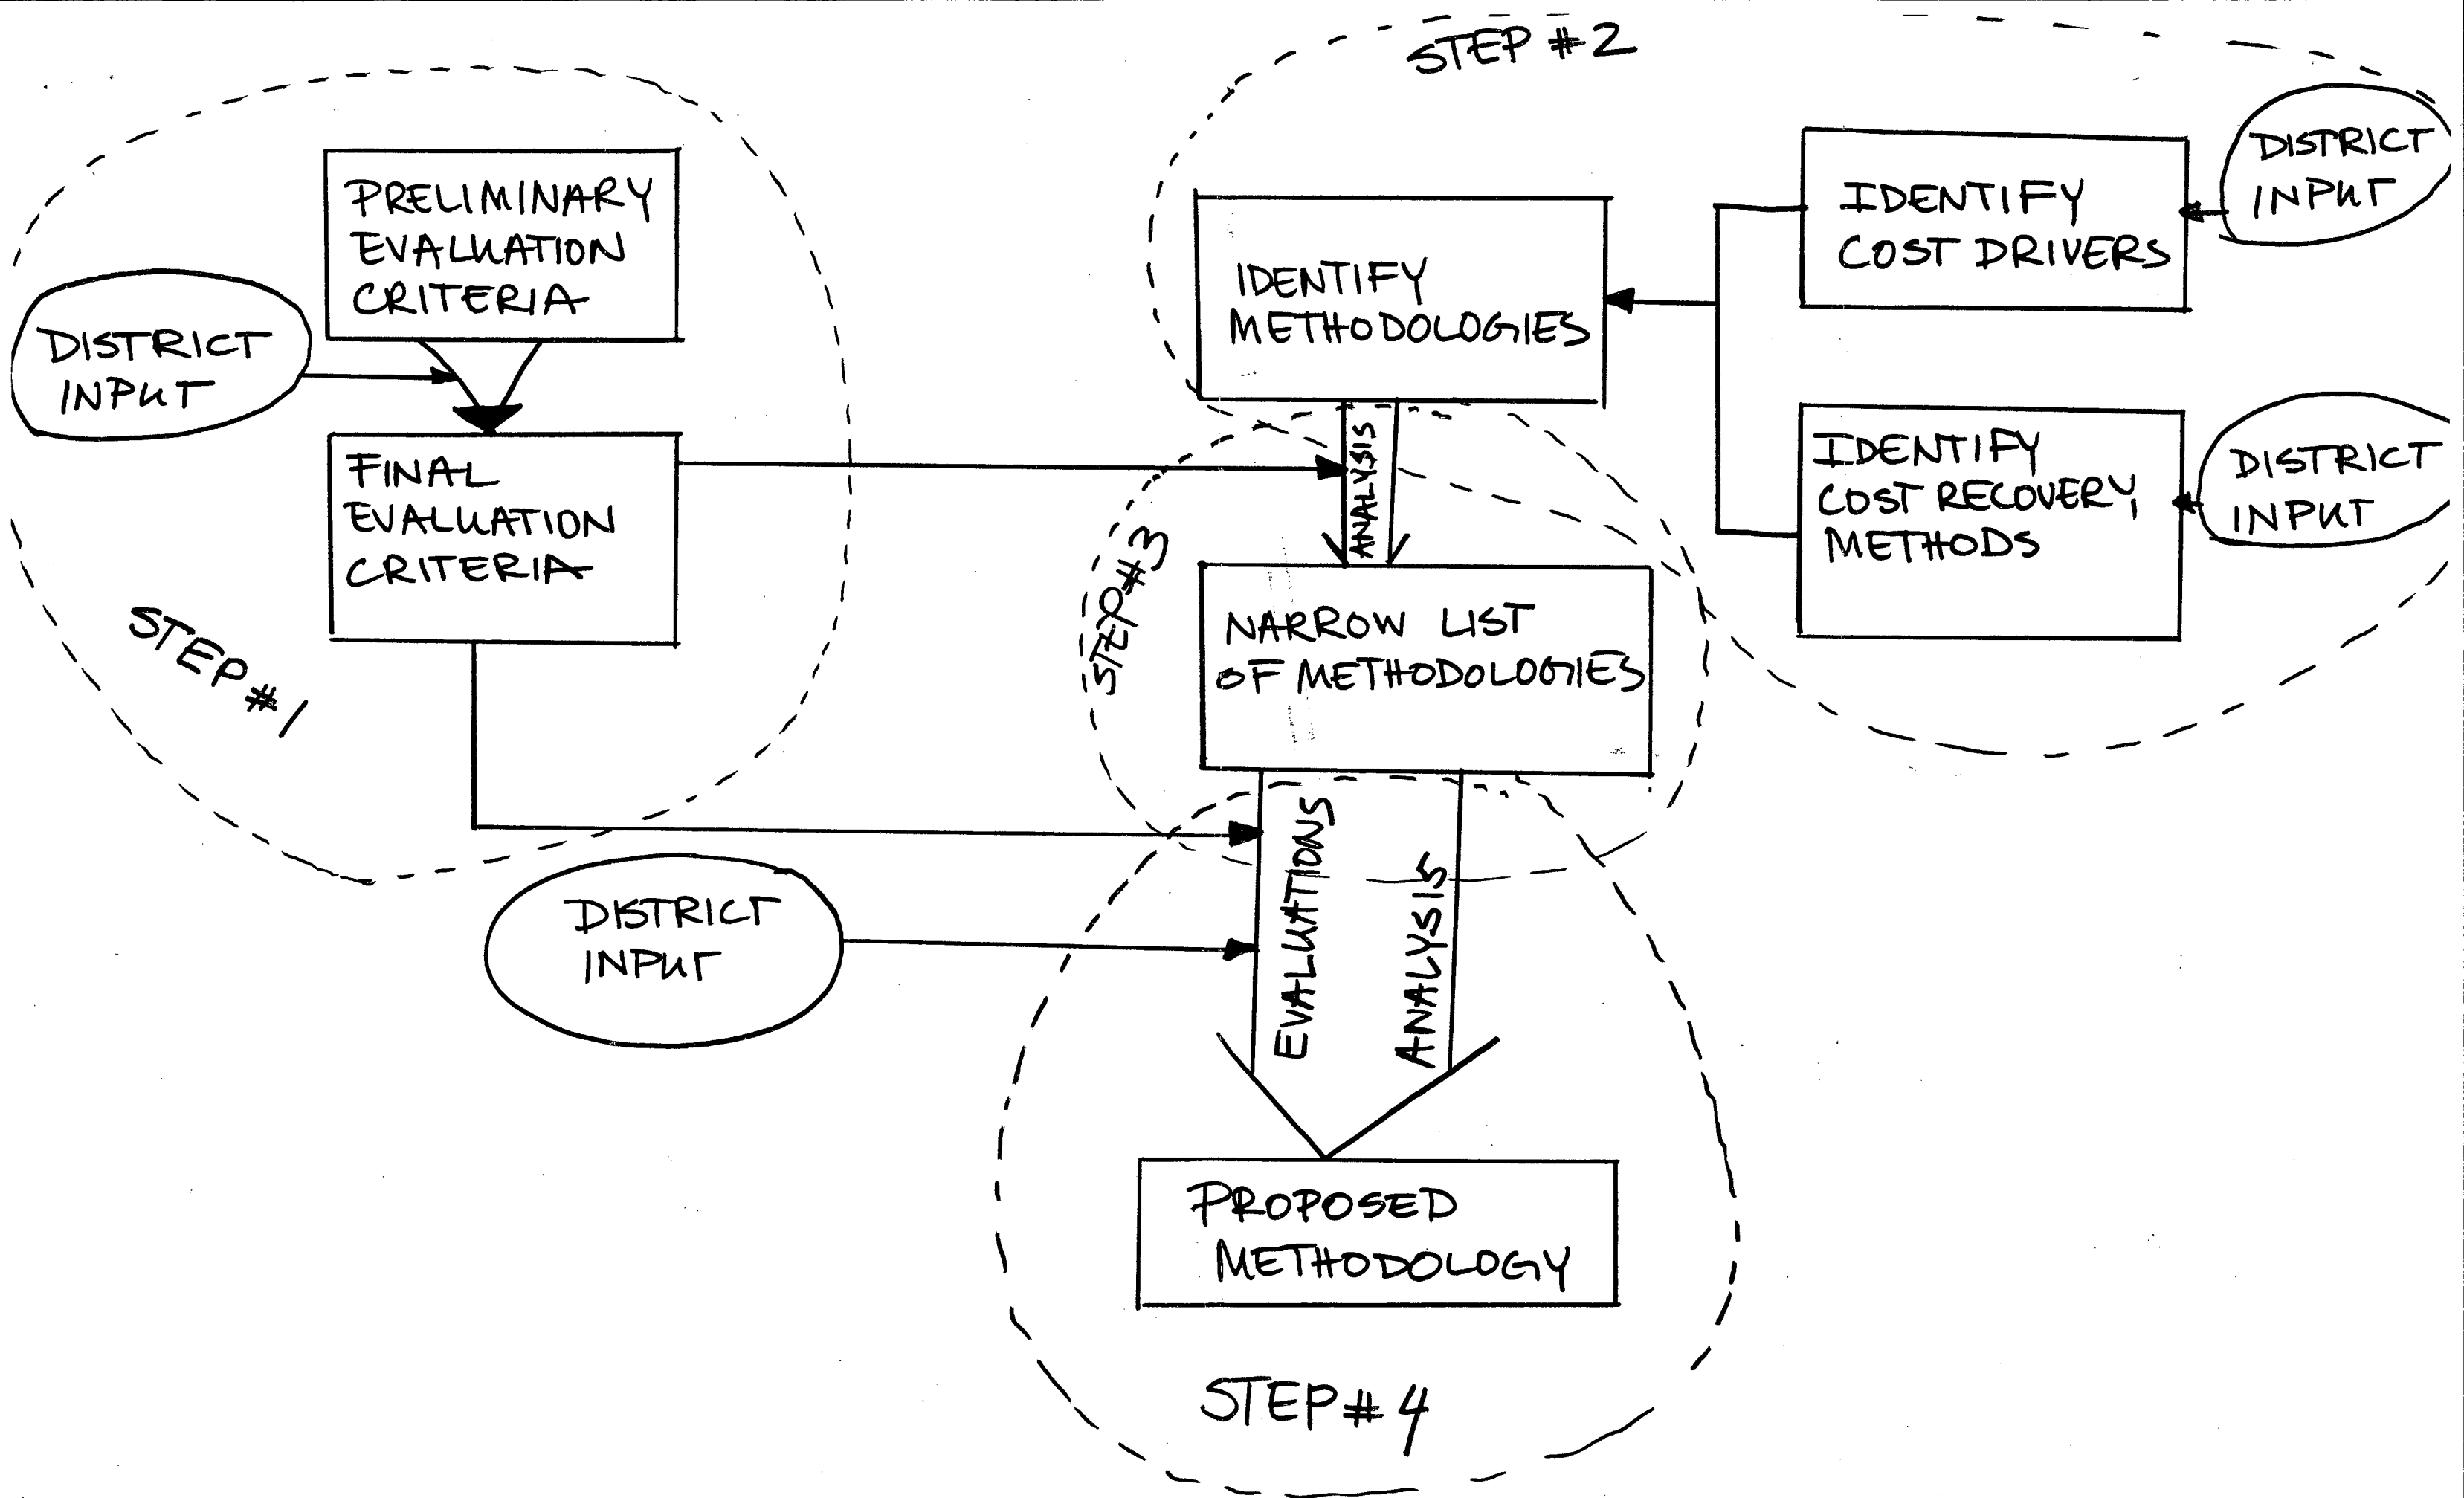 STEP #2
PRELIMINARY
EVALUATION
CRITERIA
DISTRICT
INPUT
FINAL
EVALUATION
CRITERIA
STEP #1
IDENTIFY
METHODOLOGIES
IDENTIFY
COST DRIVERS
DISTRICT
INPUT
IDENTIFY
COST RECOVERY
METHODS
DISTRICT
INPUT
ANALYSIS
STEP #3
NARROW LIST
OF METHODOLOGIES
DISTRICT
INPUT
EVALUATIONS
ANALYSIS
PROPOSED
METHODOLOGY
STEP #4